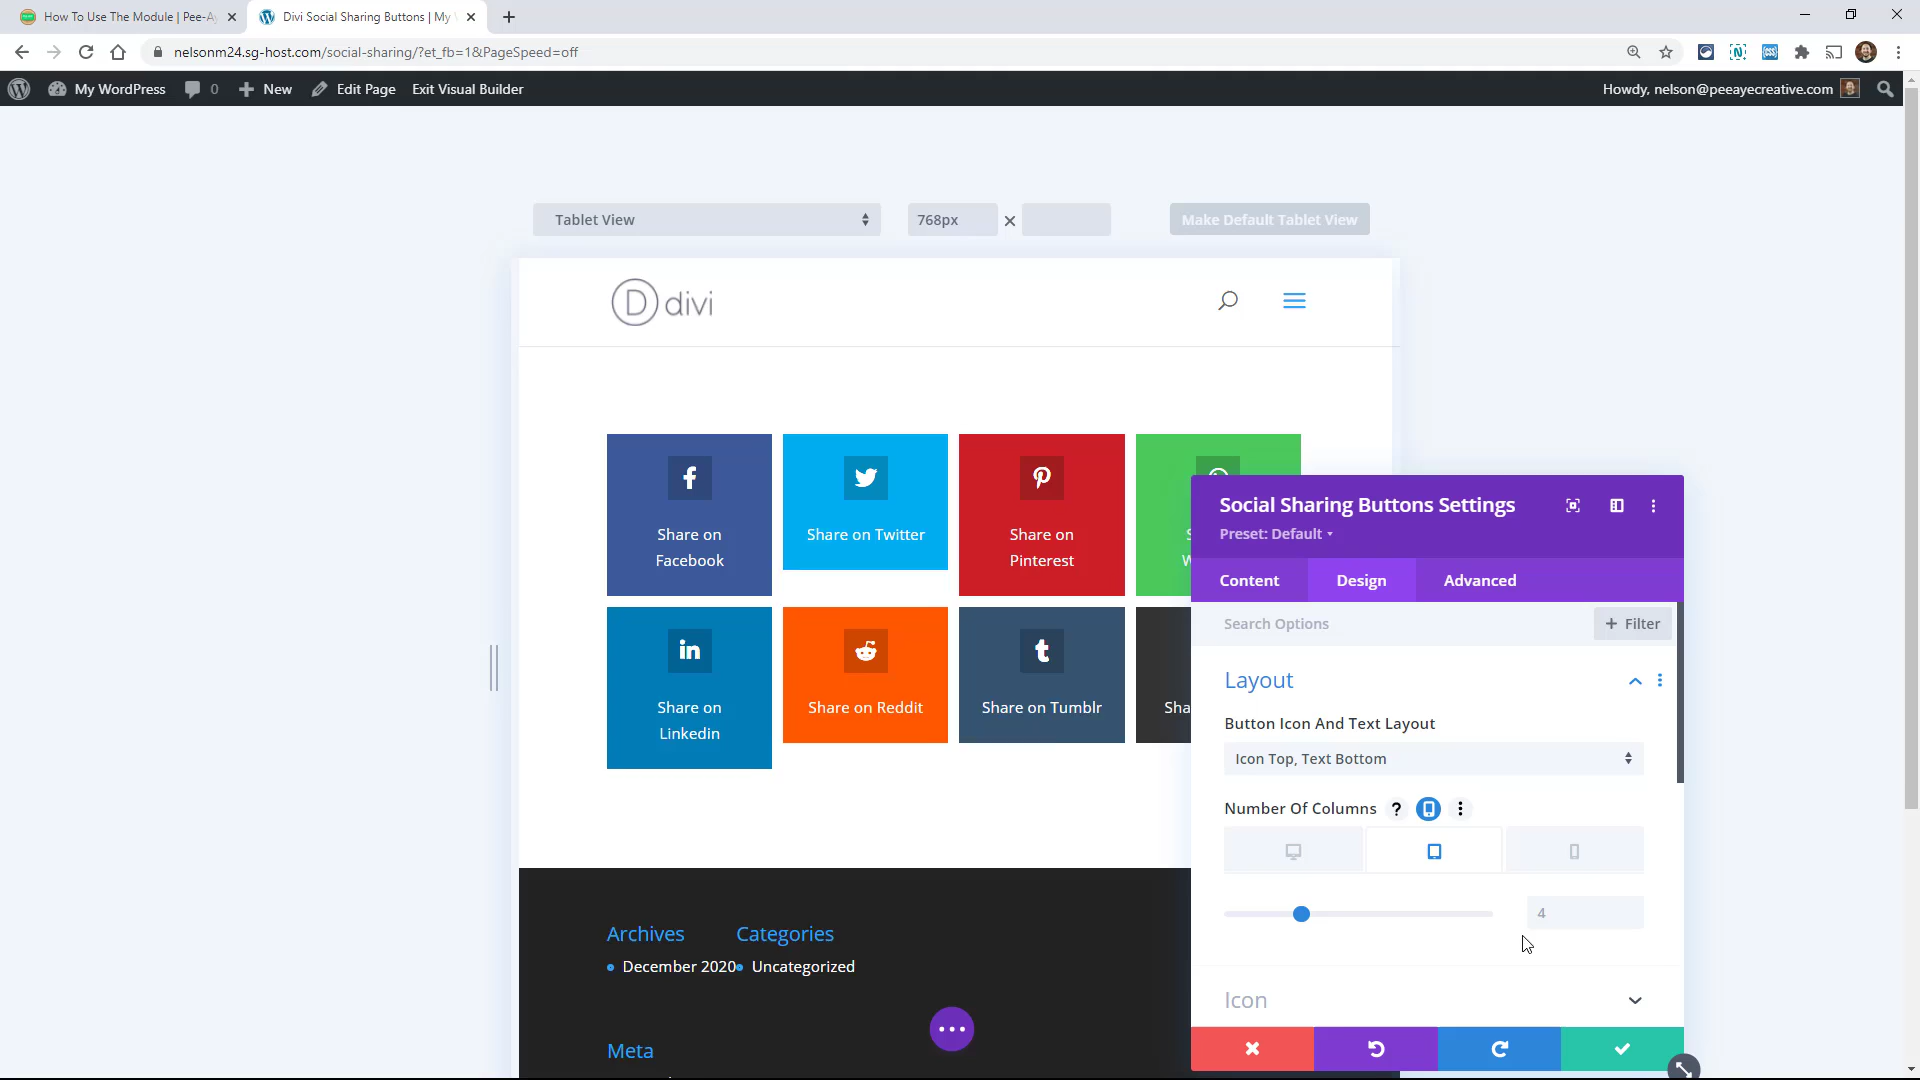 How To Use The Module | Pee-Ay
Divi Social Sharing Buttons | My
nelsonm24.sg-host.com/social-sharing/?et_fb=1&PageSpeed=off
My WordPress
0
New
Edit Page
Exit Visual Builder
Howdy, nelson@peeayecreative.com
Tablet View
768px
Make Default Tablet View
D divi
Share on
Facebook
Share on Twitter
Share on
Pinterest
S
W
Share on
Linkedin
Share on Reddit
Share on Tumblr
Sha
Social Sharing Buttons Settings
Preset: Default
Content
Design
Advanced
Search Options
+ Filter
Layout
Button Icon And Text Layout
Icon Top, Text Bottom
Number Of Columns
4
Icon
Archives
December 2020
Categories
Uncategorized
Meta